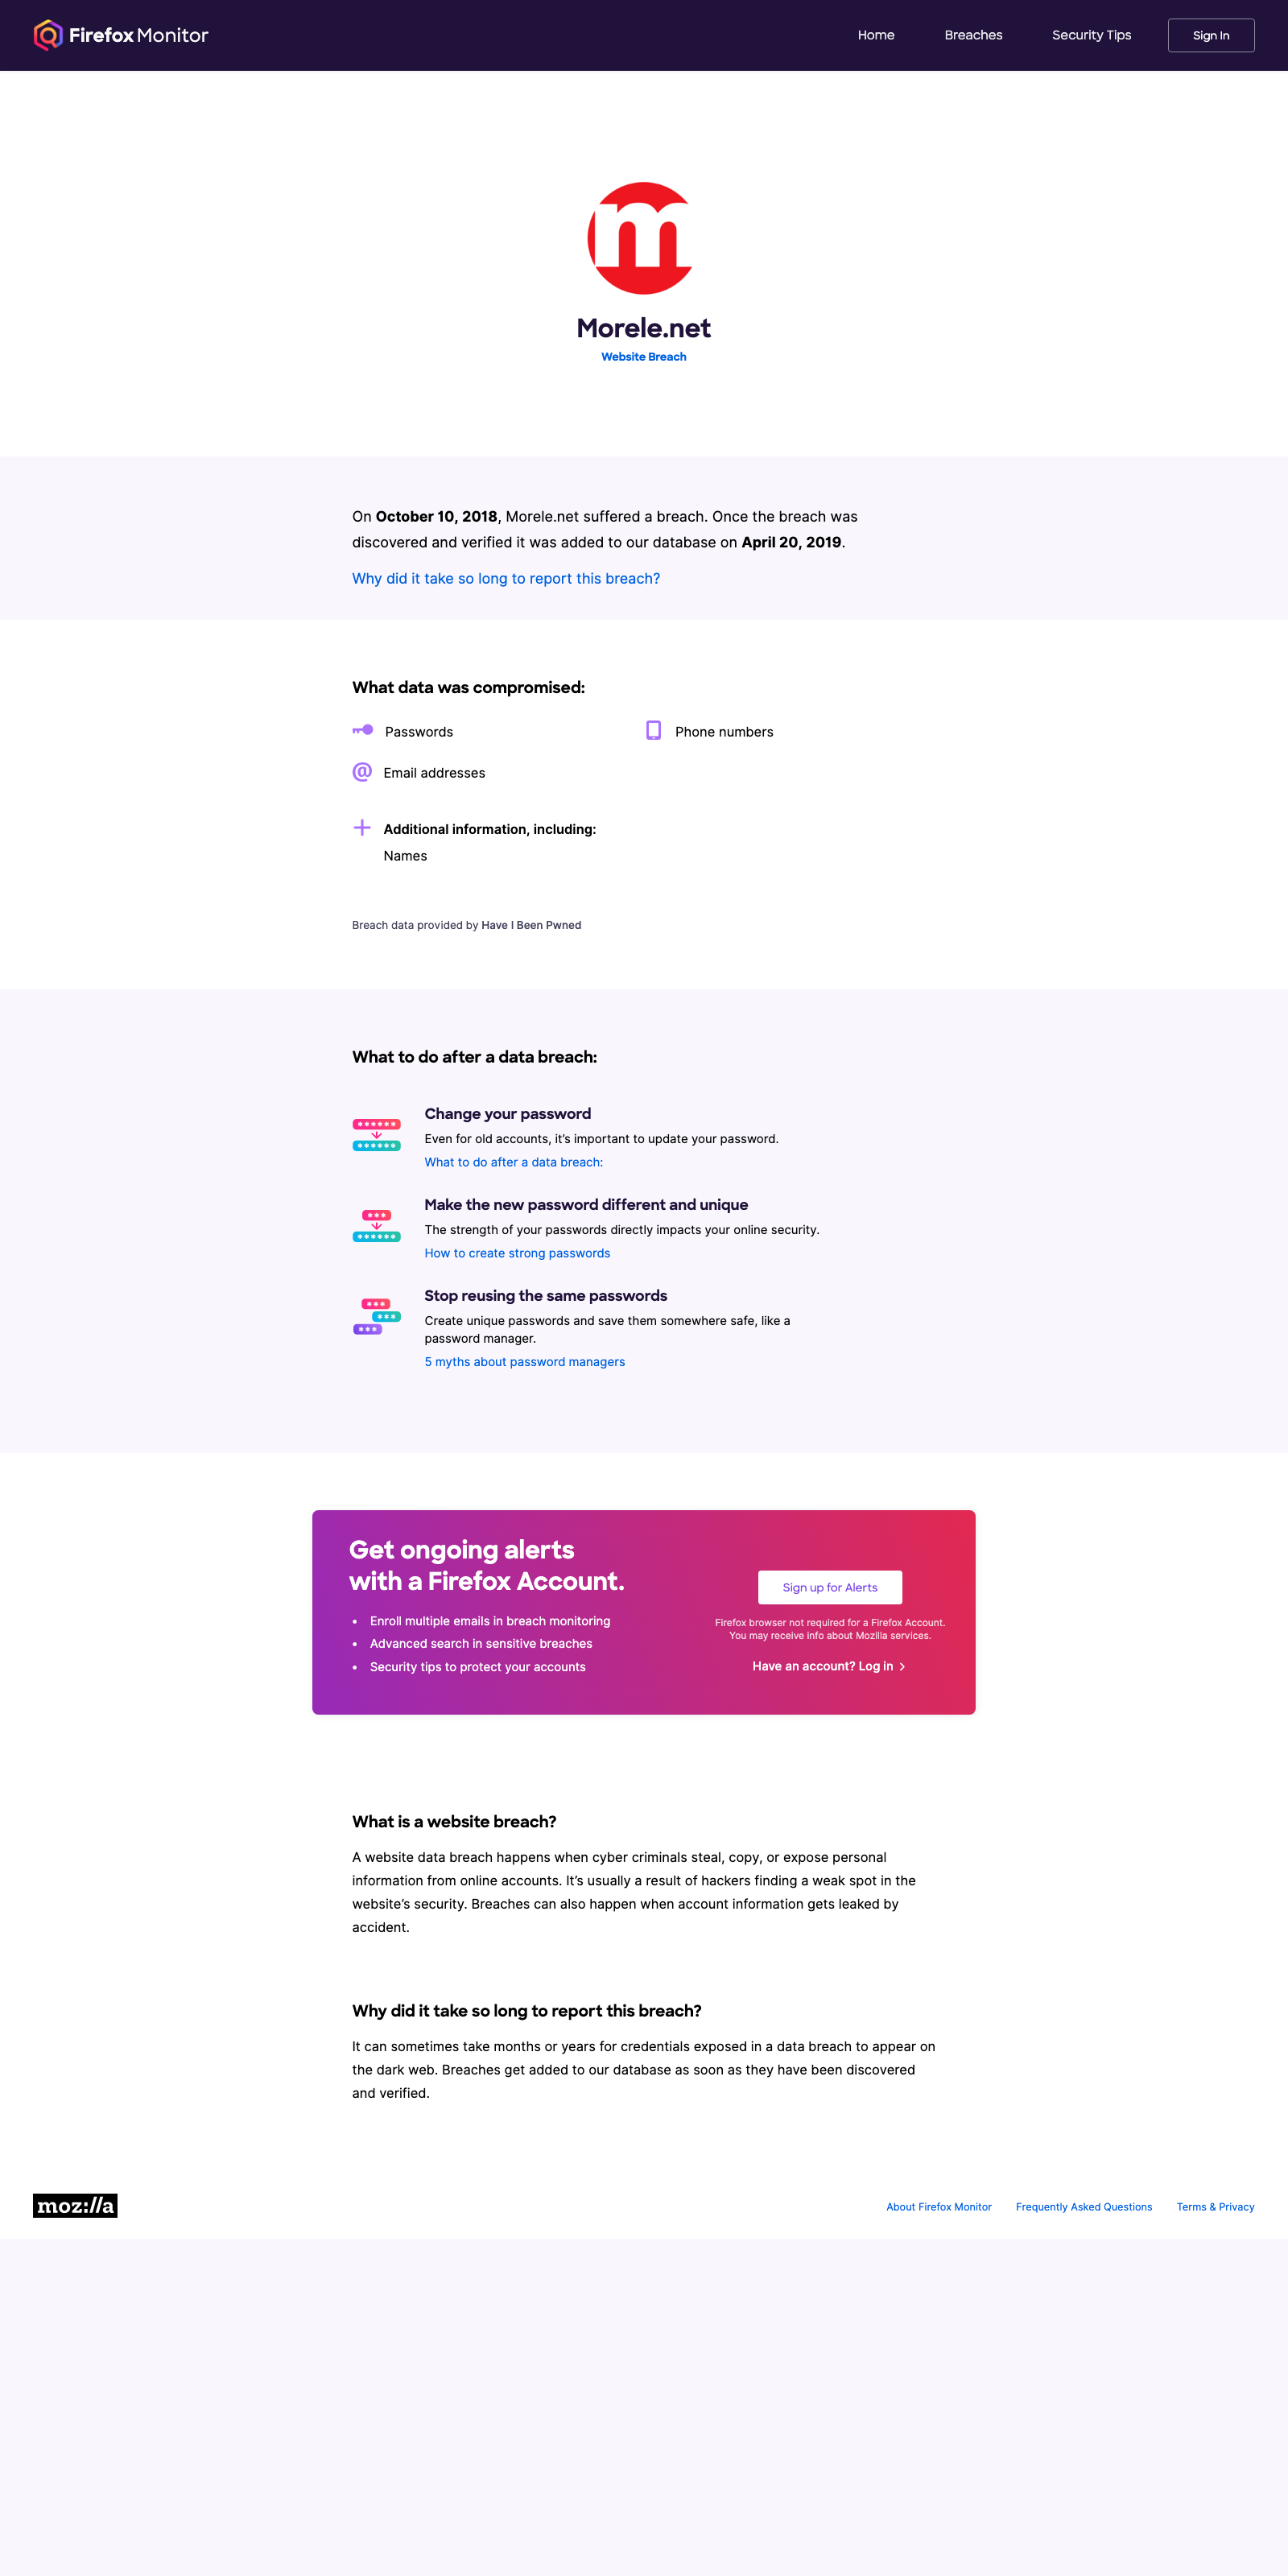 Firefox Monitor
Home
Breaches
Security Tips
Sign In
m
Morele.net
Website Breach
On October 10, 2018, Morele.net suffered a breach. Once the breach was
discovered and verified it was added to our database on April 20, 2019.
Why did it take so long to report this breach?
What data was compromised:
Passwords
Phone numbers
Email addresses
Additional information, including:
Names
Breach data provided by Have I Been Pwned
What to do after a data breach:
Change your password
Even for old accounts, it’s important to update your password.
What to do after a data breach:
Make the new password different and unique
The strength of your passwords directly impacts your online security.
How to create strong passwords
Stop reusing the same passwords
Create unique passwords and save them somewhere safe, like a
password manager.
5 myths about password managers
Get ongoing alerts
with a Firefox Account.
• Enroll multiple emails in breach monitoring
• Advanced search in sensitive breaches
• Security tips to protect your accounts
Sign up for Alerts
Firefox browser not required for a Firefox Account.
You may receive info about Mozilla services.
Have an account? Log in
What is a website breach?
A website data breach happens when cyber criminals steal, copy, or expose personal
information from online accounts. It’s usually a result of hackers finding a weak spot in the
website’s security. Breaches can also happen when account information gets leaked by
accident.
Why did it take so long to report this breach?
It can sometimes take months or years for credentials exposed in a data breach to appear on
the dark web. Breaches get added to our database as soon as they have been discovered
and verified.
moz://a
About Firefox Monitor
Frequently Asked Questions
Terms & Privacy